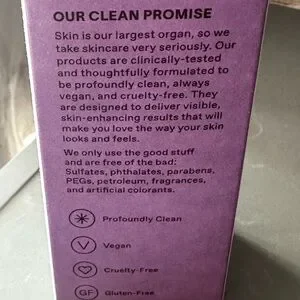 OUR CLEAN PROMISE
Skin is our largest organ, so we
take skincare very seriously. Our
products are clinically-tested
and thoughtfully formulated to
be profoundly clean, always
vegan, and cruelty-free. They
are designed to deliver visible,
skin-enhancing results that will
make you love the way your skin
looks and feels.
We only use the good stuff
and are free of the bad:
Sulfates, phthalates, parabens,
PEGs, petroleum, fragrances,
and artificial colorants.
Profoundly Clean
V Vegan
Cruelty-Free
GF Gluten-Free